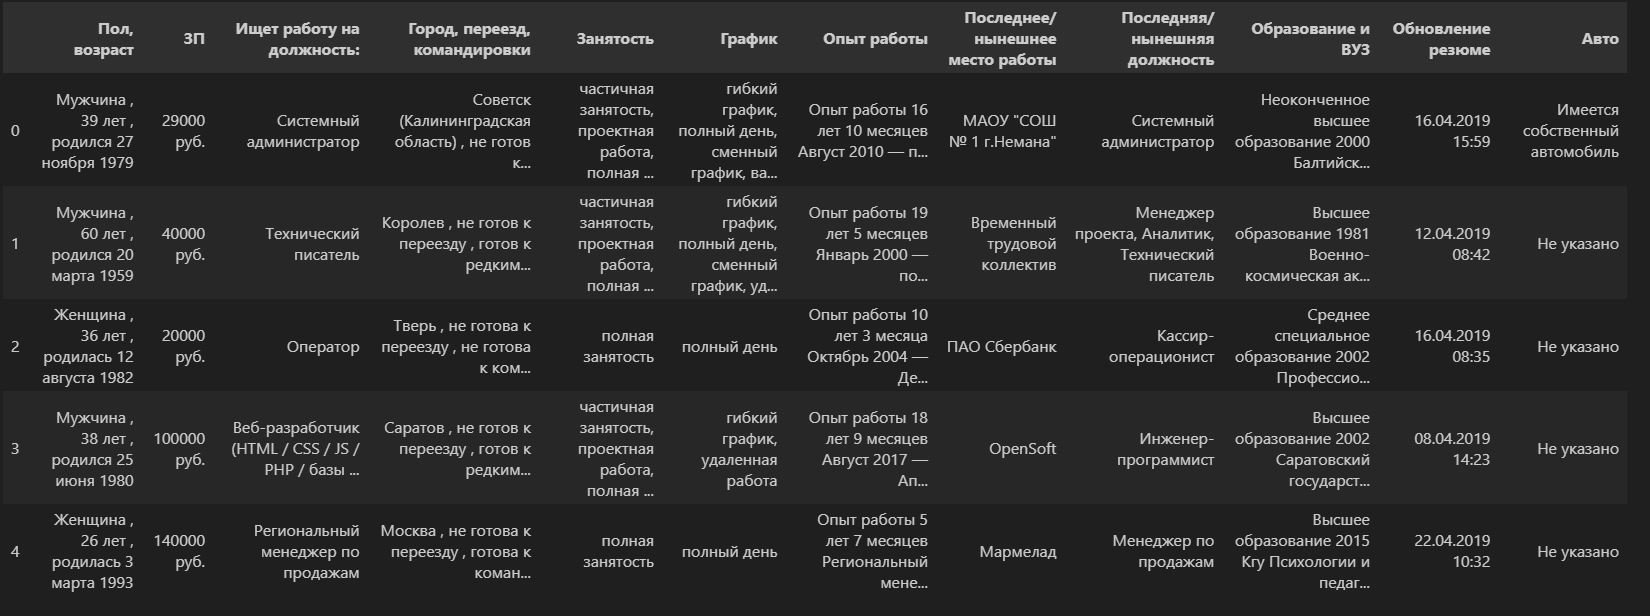 Пол, возраст
ЗП
Ищет работу на должность:
Город, переезд, командировки
Занятость
График
Опыт работы
Последнее/нынешнее место работы
Последняя/нынешняя должность
Образование и ВУЗ
Обновление резюме
Авто
0
Мужчина ,
39 лет ,
родился 27
ноября 1979
29000
руб.
Системный
администратор
Советск
(Калининградская
область) , не готов
к...
частичная
занятость,
проектная
работа,
полная ...
гибкий
график,
полный день,
сменный
график, ва...
Опыт работы 16
лет 10 месяцев
Август 2010 — п...
МАОУ "СОШ
№ 1 г.Немана"
Системный
администратор
Неоконченное
высшее
образование 2000
Балтийск...
16.04.2019
15:59
Имеется
собственный
автомобиль
1
Мужчина ,
60 лет ,
родился 20
марта 1959
40000
руб.
Технический
писатель
Королев , не готов к
переезду , готов к
редким...
частичная
занятость,
проектная
работа,
полная ...
гибкий
график,
полный день,
сменный
график, уд...
Опыт работы 19
лет 5 месяцев
Январь 2000 —
по...
Временный
трудовой
коллектив
Менеджер
проекта, Аналитик,
Технический
писатель
Высшее
образование 1981
Военно-
космическая ак...
12.04.2019
08:42
Не указано
2
Женщина ,
36 лет ,
родилась 12
августа 1982
20000
руб.
Оператор
Тверь , не готова к
переезду , не готова
к ком...
полная
занятость
полный день
Опыт работы 10
лет 3 месяца
Октябрь 2004 —
Де...
ПАО Сбербанк
Кассир-
операционист
Среднее
специальное
образование 2002
Профессио...
16.04.2019
08:35
Не указано
3
Мужчина ,
38 лет ,
родился 25
июня 1980
100000
руб.
Веб-разработчик
(HTML / CSS / JS /
PHP / базы ...
Саратов , не готов к
переезду , готов к
редким...
частичная
занятость,
проектная
работа,
полная ...
гибкий
график,
удаленная
работа
Опыт работы 18
лет 9 месяцев
Август 2017 —
Ап...
OpenSoft
Инженер-
программист
Высшее
образование 2002
Саратовский
государст...
08.04.2019
14:23
Не указано
4
Женщина ,
26 лет ,
родилась 3
марта 1993
140000
руб.
Региональный
менеджер по
продажам
Москва , не готова к
переезду , готова к
коман...
полная
занятость
полный день
Опыт работы 5
лет 7 месяцев
Региональный
мене...
Мармелад
Менеджер по
продажам
Высшее
образование 2015
Кгу Психологии и
педаг...
22.04.2019
10:32
Не указано